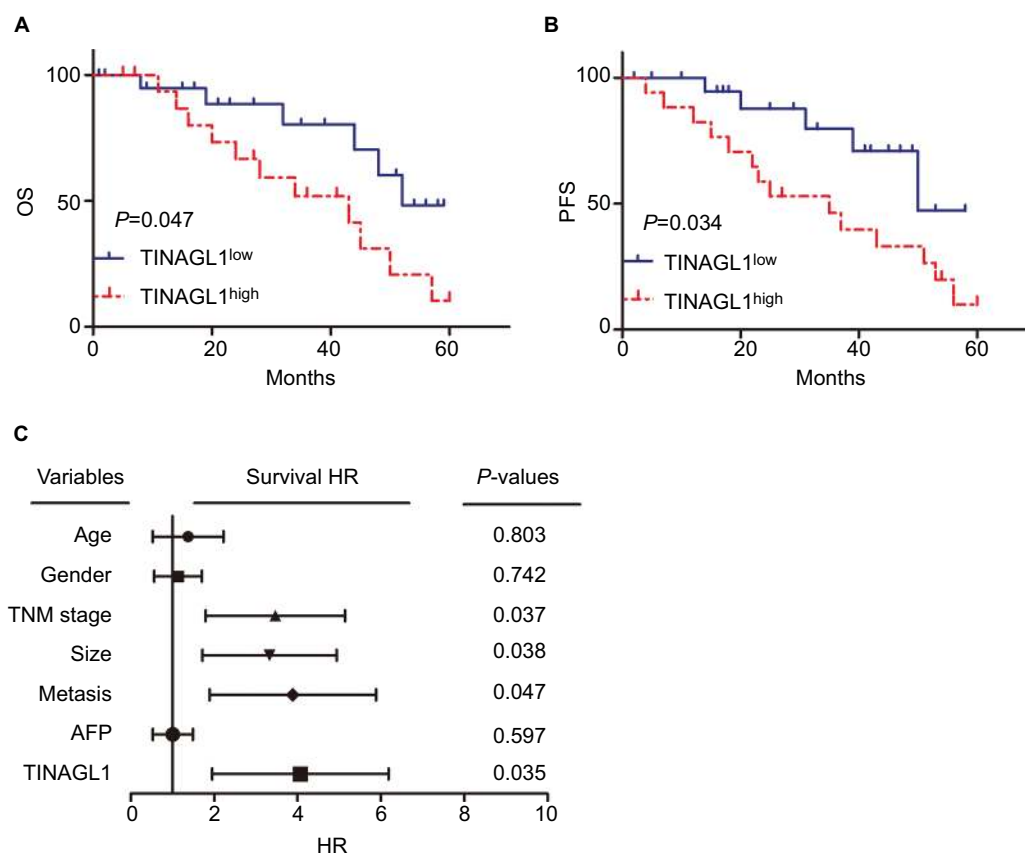 A
OS
100
50
0
P=0.047
TINAGL1low
TINAGL1high
0 20 40 60
Months
B
PFS
100
50
0
P=0.034
TINAGL1low
TINAGL1high
0 20 40 60
Months
C
Variables Survival HR P-values
Age 0.803
Gender 0.742
TNM stage 0.037
Size 0.038
Metasis 0.047
AFP 0.597
TINAGL1 0.035
0 2 4 6 8 10
HR